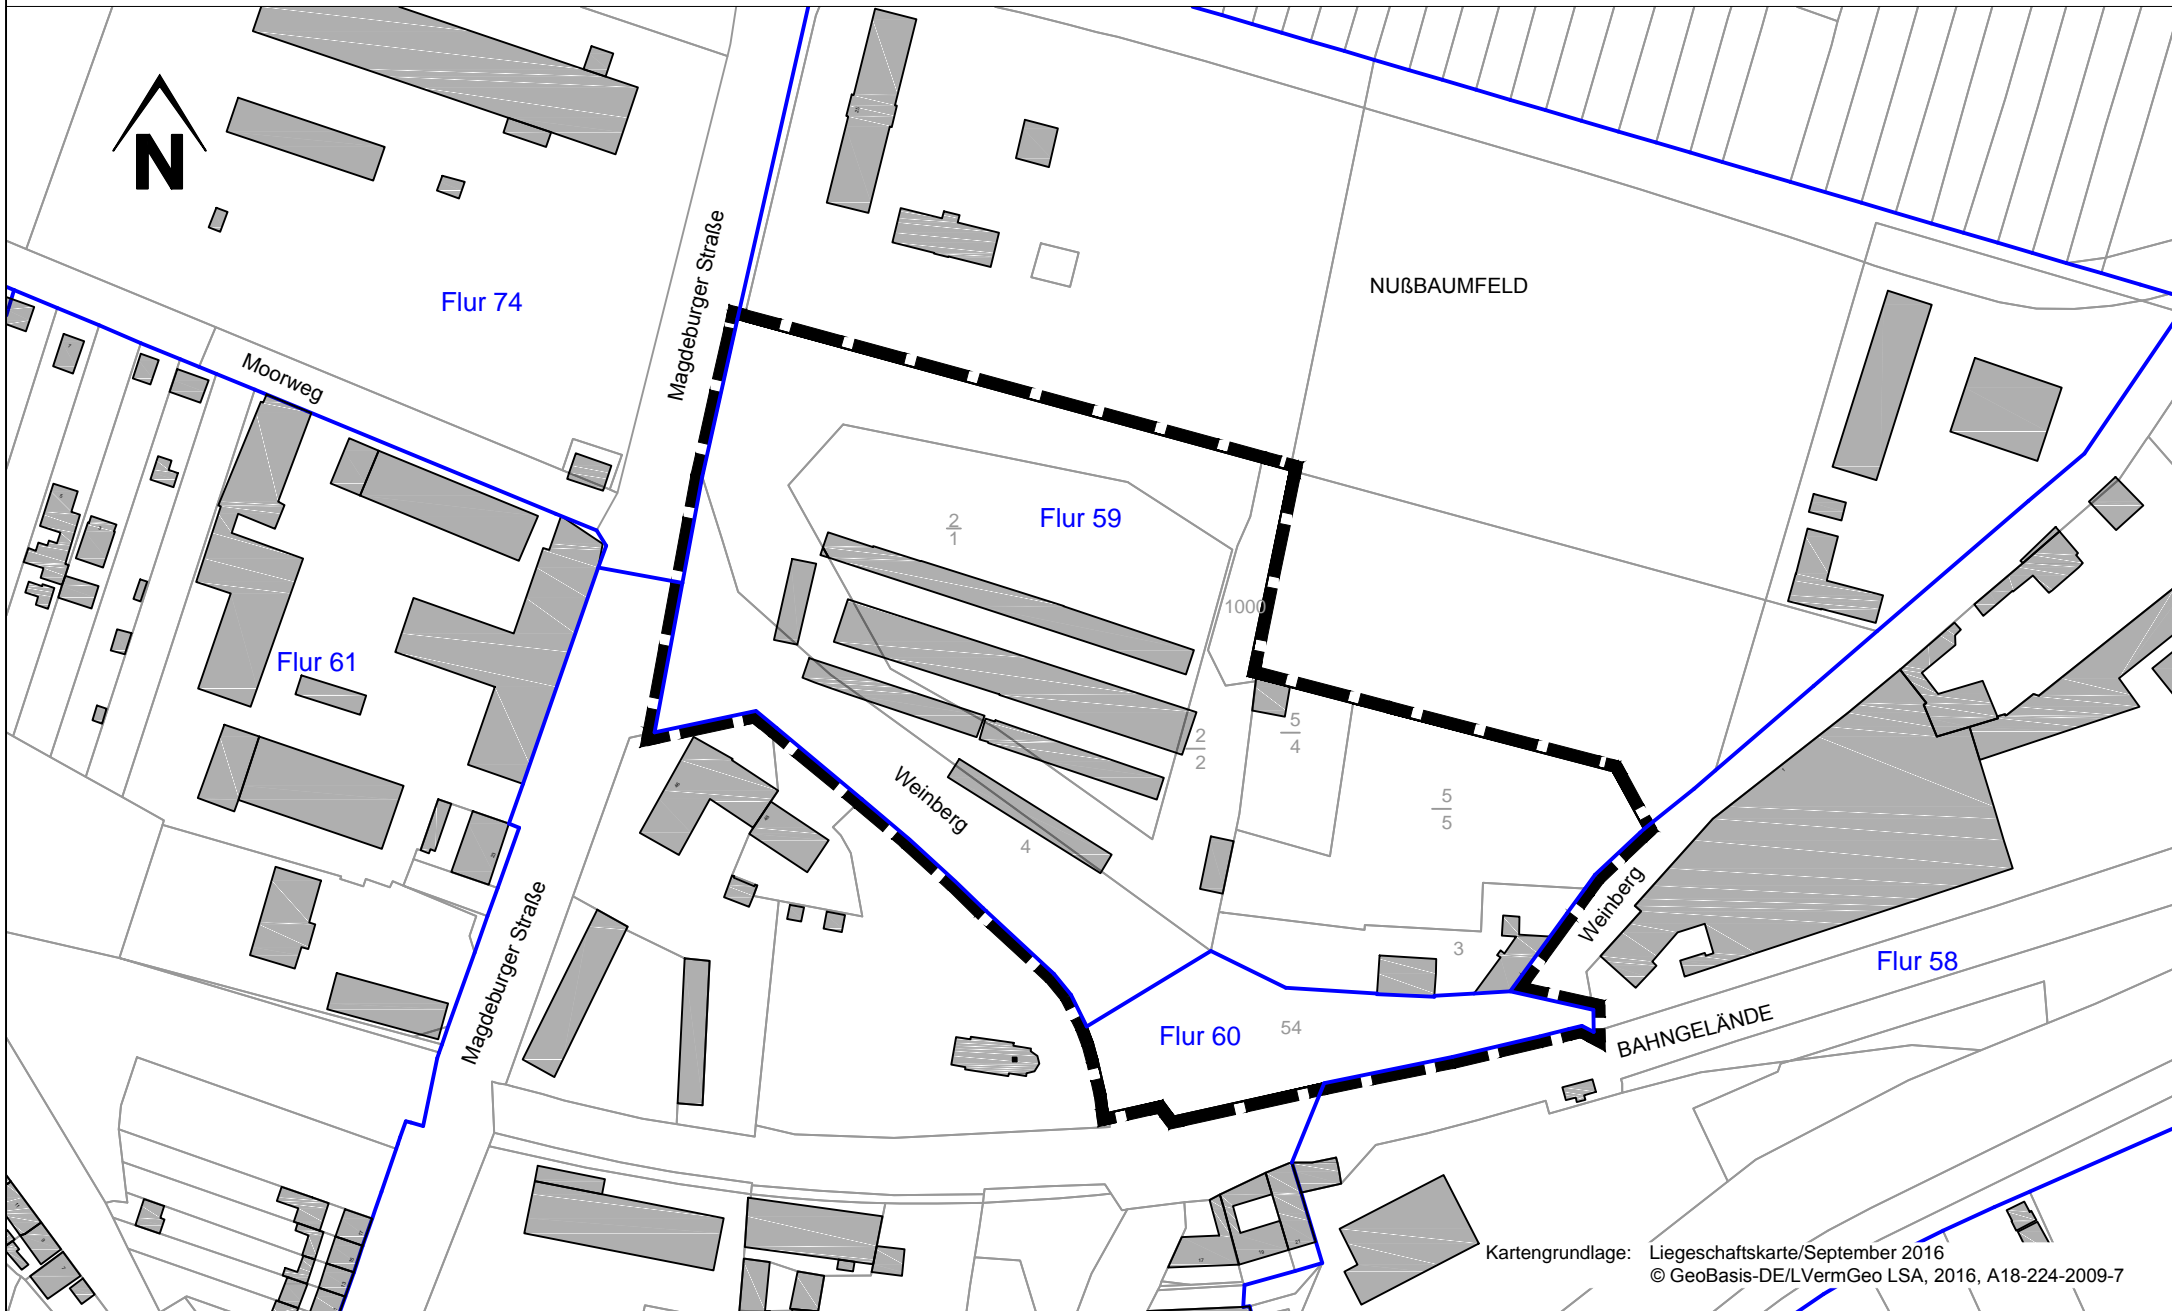 N
Magdeburger Straße
NUßBAUMFELD
Flur 74
Moorweg
Flur 59
2
1
1000
Flur 61
5
4
2
2
Weinberg
5
5
4
Weinberg
3
Magdeburger Straße
Flur 58
54
Flur 60
BAHNGELÄNDE
Kartengrundlage: Liegeschaftskarte/September 2016
© GeoBasis-DE/LVermGeo LSA, 2016, A18-224-2009-7